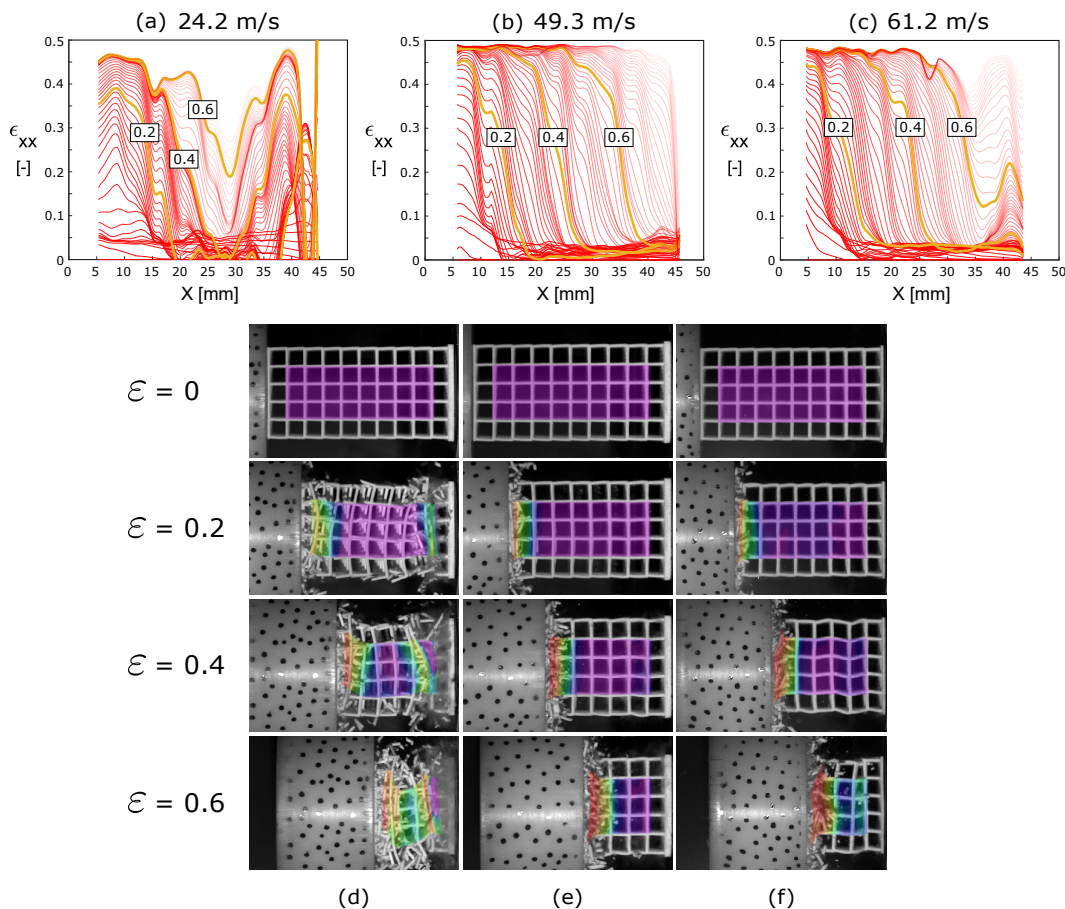 (a) 24.2 m/s
(b) 49.3 m/s
(c) 61.2 m/s
0.5
0.4
0.3
0.2
0.1
0
ϵxx
[-]
0.2
0.4
0.6
0 5 10 15 20 25 30 35 40 45 50
X [mm]
0.5
0.4
0.3
0.2
0.1
0
ϵxx
[-]
0.2
0.4
0.6
0 5 10 15 20 25 30 35 40 45 50
X [mm]
0.5
0.4
0.3
0.2
0.1
0
ϵxx
[-]
0.2
0.4
0.6
0 5 10 15 20 25 30 35 40 45 50
X [mm]
ℰ = 0
ℰ = 0.2
ℰ = 0.4
ℰ = 0.6
(d)
(e)
(f)